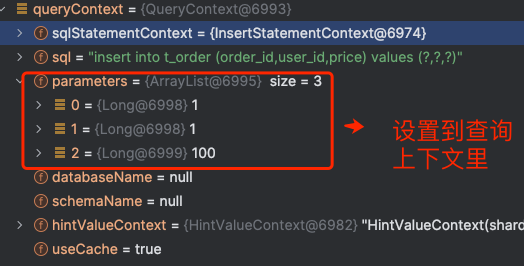 queryContext = {QueryContext@6993}
sqlStatementContext = {InsertStatementContext@6974}
sql = "insert into t_order (order_id,user_id,price) values (?,?,?)"
parameters = {ArrayList@6995} size = 3
0 = {Long@6998} 1
1 = {Long@6998} 1
2 = {Long@6999} 100
设置到查询
上下文里
databaseName = null
schemaName = null
hintValueContext = {HintValueContext@6982} "HintValueContext(shard
useCache = true